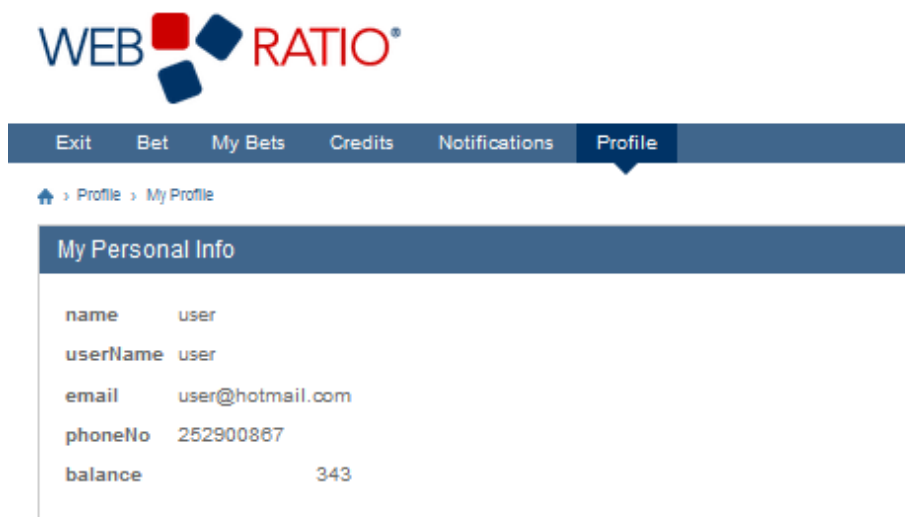 WEB RATIO®
Exit Bet My Bets Credits Notifications Profile
› Profile › My Profile
My Personal Info
name user
userName user
email user@hotmail.com
phoneNo 252900867
balance 343